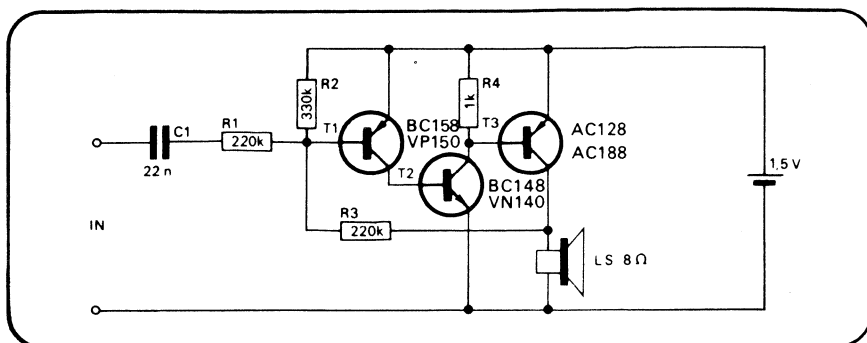 R2
330k
R4
1k
R1
220k
C1
22 n
T1
BC158
VP150
T2
BC148
VN140
T3
AC128
AC188
1,5 V
R3
220k
IN
LS 8Ω